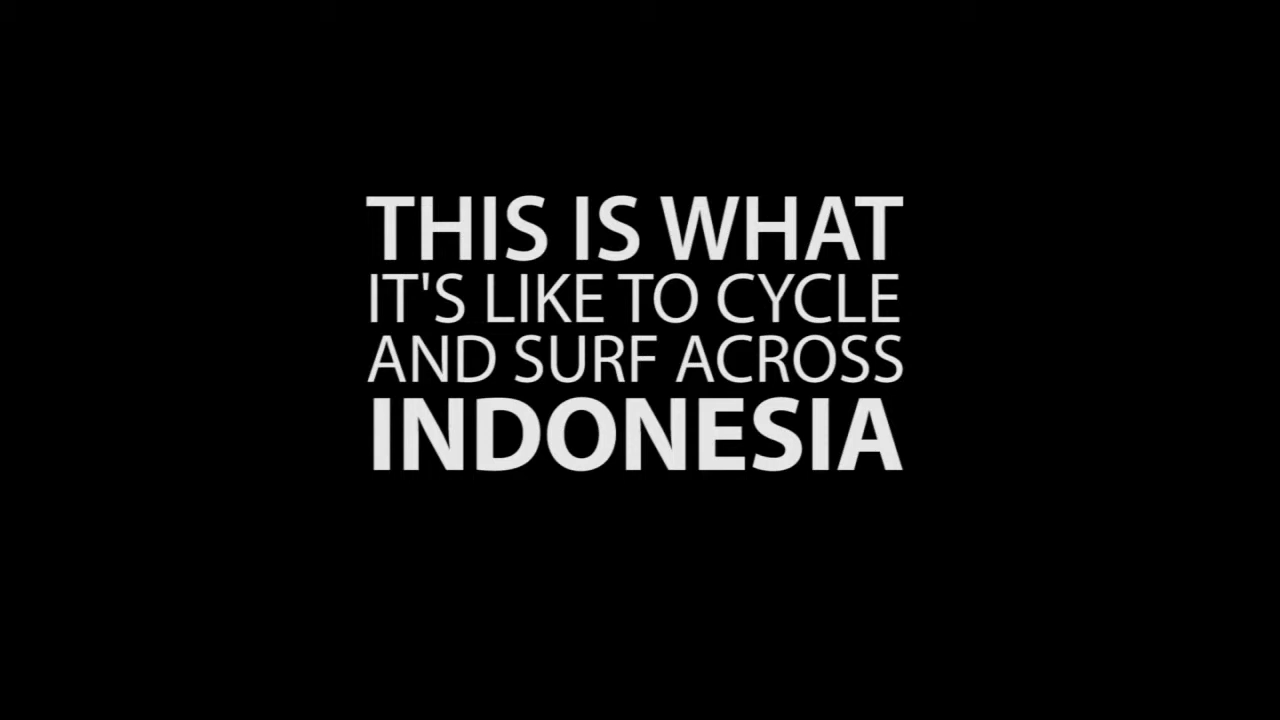 THIS IS WHAT
IT'S LIKE TO CYCLE
AND SURF ACROSS
INDONESIA